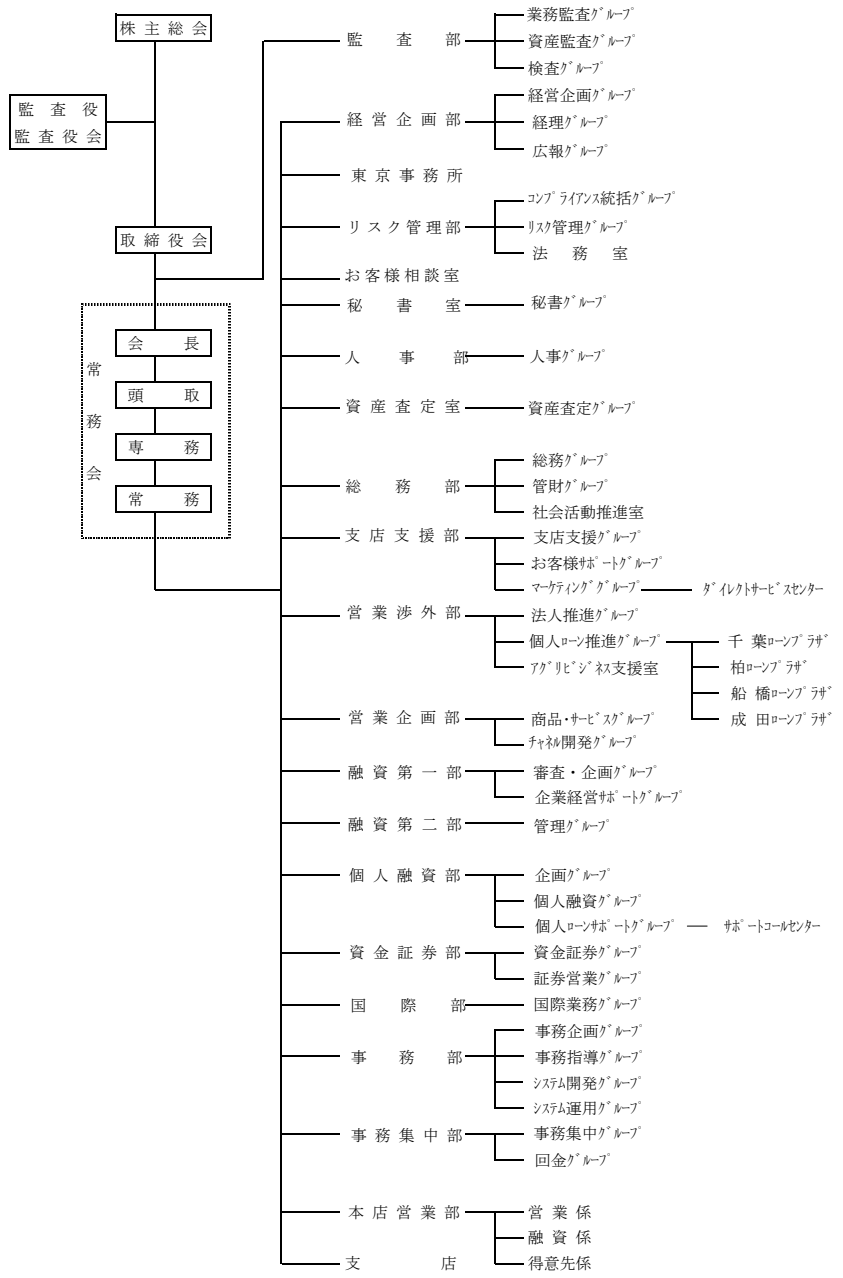 株主総会
監査役
監査役会
取締役会
常務会
会長
頭取
専務
常務
監査部
業務監査ｸﾞﾙｰﾌﾟ
資産監査ｸﾞﾙｰﾌﾟ
検査ｸﾞﾙｰﾌﾟ
経営企画部
経営企画ｸﾞﾙｰﾌﾟ
経理ｸﾞﾙｰﾌﾟ
広報ｸﾞﾙｰﾌﾟ
東京事務所
リスク管理部
ｺﾝﾌﾟﾗｲｱﾝｽ統括ｸﾞﾙｰﾌﾟ
ﾘｽｸ管理ｸﾞﾙｰﾌﾟ
法務室
お客様相談室
秘書室
秘書ｸﾞﾙｰﾌﾟ
人事部
人事ｸﾞﾙｰﾌﾟ
資産査定室
資産査定ｸﾞﾙｰﾌﾟ
総務部
総務ｸﾞﾙｰﾌﾟ
管財ｸﾞﾙｰﾌﾟ
社会活動推進室
支店支援部
支店支援ｸﾞﾙｰﾌﾟ
お客様ｻﾎﾟｰﾄｸﾞﾙｰﾌﾟ
ﾏｰｹﾃｨﾝｸﾞｸﾞﾙｰﾌﾟ
ﾀﾞｲﾚｸﾄｻｰﾋﾞｽｾﾝﾀｰ
営業渉外部
法人推進ｸﾞﾙｰﾌﾟ
個人ﾛｰﾝ推進ｸﾞﾙｰﾌﾟ
千葉ﾛｰﾝﾌﾟﾗｻﾞ
柏ﾛｰﾝﾌﾟﾗｻﾞ
船橋ﾛｰﾝﾌﾟﾗｻﾞ
成田ﾛｰﾝﾌﾟﾗｻﾞ
ｱｸﾞﾘﾋﾞｼﾞﾈｽ支援室
営業企画部
商品･ｻｰﾋﾞｽｸﾞﾙｰﾌﾟ
ﾁｬﾈﾙ開発ｸﾞﾙｰﾌﾟ
融資第一部
審査・企画ｸﾞﾙｰﾌﾟ
企業経営ｻﾎﾟｰﾄｸﾞﾙｰﾌﾟ
融資第二部
管理ｸﾞﾙｰﾌﾟ
個人融資部
企画ｸﾞﾙｰﾌﾟ
個人融資ｸﾞﾙｰﾌﾟ
個人ﾛｰﾝｻﾎﾟｰﾄｸﾞﾙｰﾌﾟ
ｻﾎﾟｰﾄｺｰﾙｾﾝﾀｰ
資金証券部
資金証券ｸﾞﾙｰﾌﾟ
証券営業ｸﾞﾙｰﾌﾟ
国際部
国際業務ｸﾞﾙｰﾌﾟ
事務部
事務企画ｸﾞﾙｰﾌﾟ
事務指導ｸﾞﾙｰﾌﾟ
ｼｽﾃﾑ開発ｸﾞﾙｰﾌﾟ
ｼｽﾃﾑ運用ｸﾞﾙｰﾌﾟ
事務集中部
事務集中ｸﾞﾙｰﾌﾟ
回金ｸﾞﾙｰﾌﾟ
本店営業部
営業係
融資係
得意先係
支店